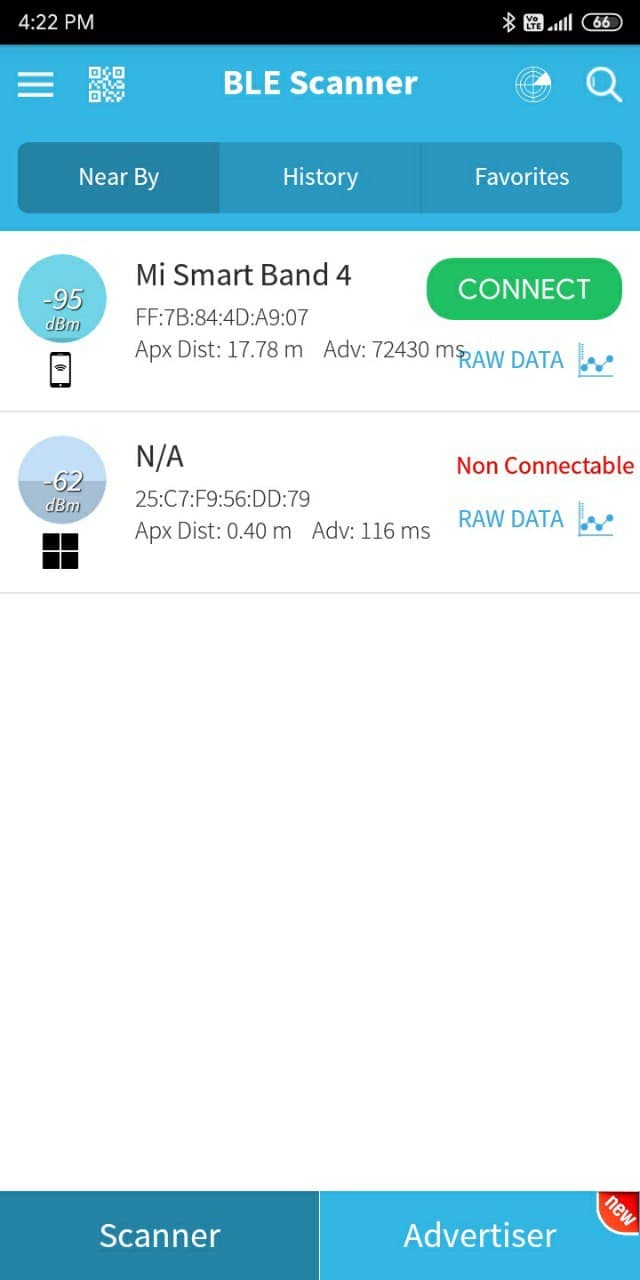 4:22 PM
Vo LTE
66
BLE Scanner
Near By
History
Favorites
-95
dBm
Mi Smart Band 4
FF:7B:84:4D:A9:07
Apx Dist: 17.78 m Adv: 72430 ms
CONNECT
RAW DATA
-62
dBm
N/A
25:C7:F9:56:DD:79
Apx Dist: 0.40 m Adv: 116 ms
Non Connectable
RAW DATA
Scanner
Advertiser
new